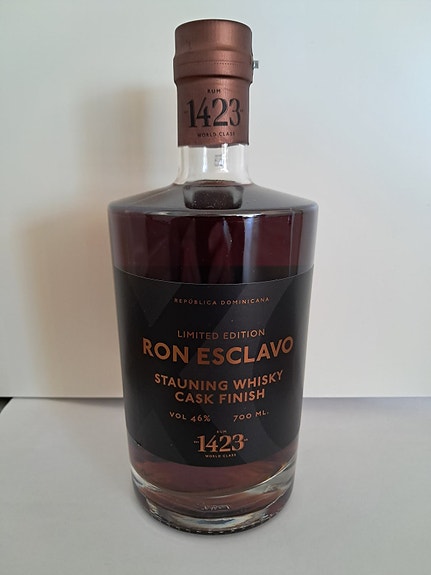 RUM
1423
WORLD CLASS
REPÚBLICA DOMINICANA
LIMITED EDITION
RON ESCLAVO
STAUNING WHISKY
CASK FINISH
VOL 46% 700 ML.
RUM
1423
WORLD CLASS